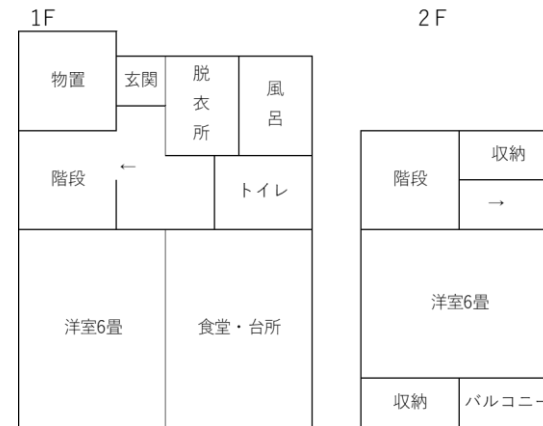 1F
2F
物置
玄関
脱衣所
風呂
階段
←
トイレ
洋室6畳
食堂・台所
収納
階段
→
洋室6畳
収納
バルコニー